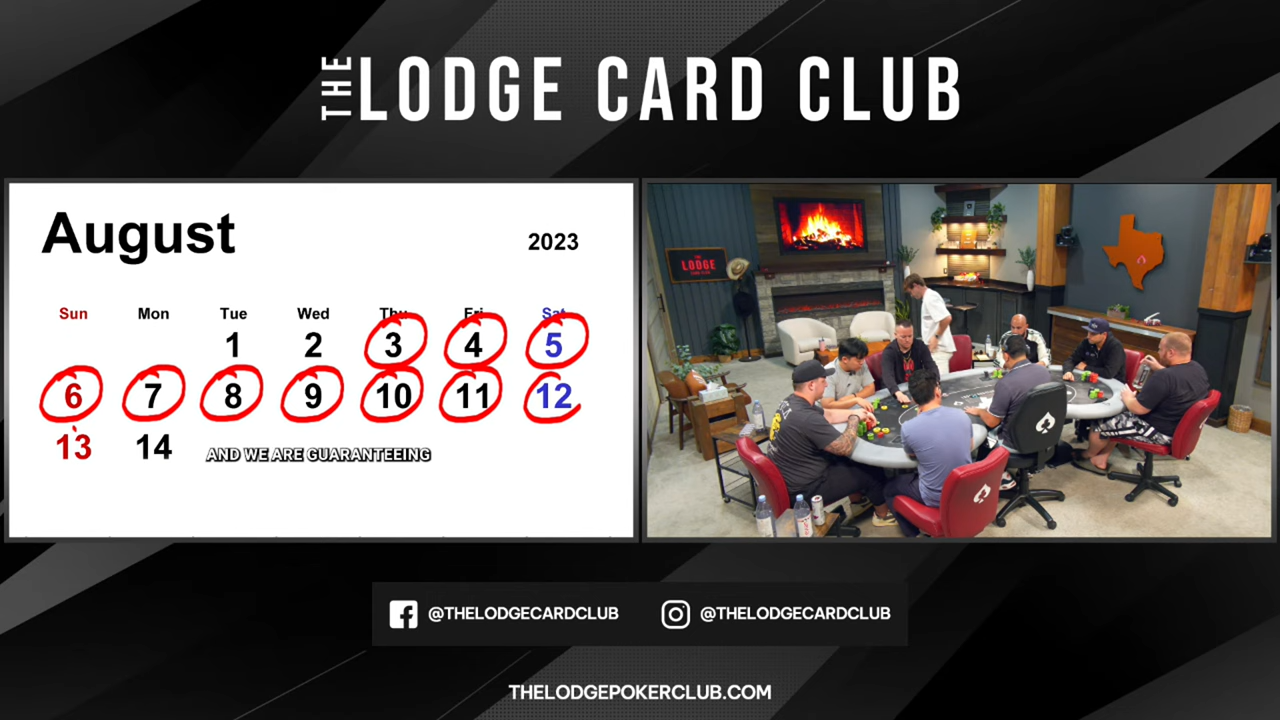 THE LODGE CARD CLUB
August
2023
Sun Mon Tue Wed Thu Fri Sat
1 2 3 4 5
6 7 8 9 10 11 12
13 14
AND WE ARE GUARANTEEING
LODGE
@THELODGECARDCLUB
@THELODGECARDCLUB
THELODGEPOKERCLUB.COM